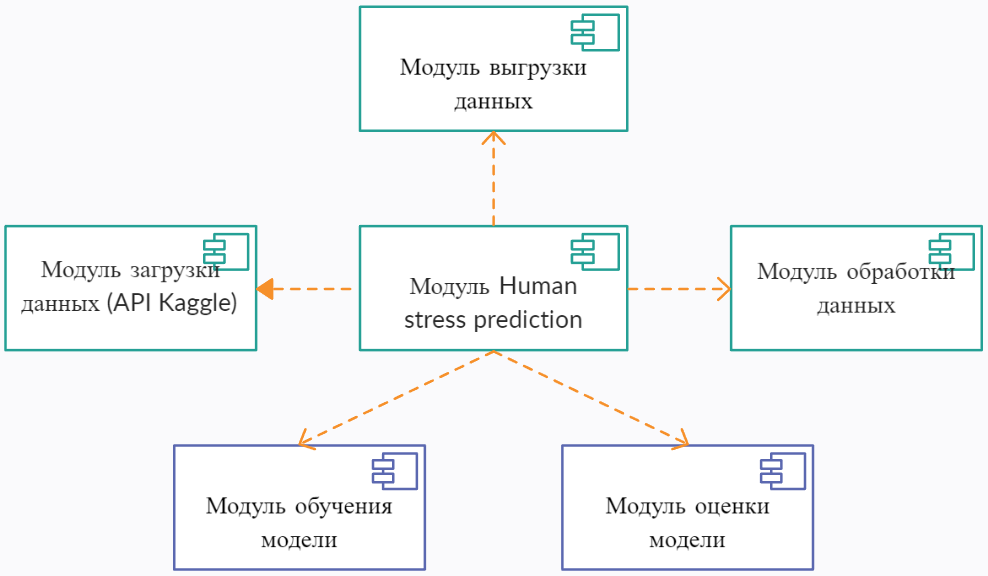 Модуль выгрузки
данных
Модуль загрузки
данных (API Kaggle)
Модуль Human
stress prediction
Модуль обработки
данных
Модуль обучения
модели
Модуль оценки
модели